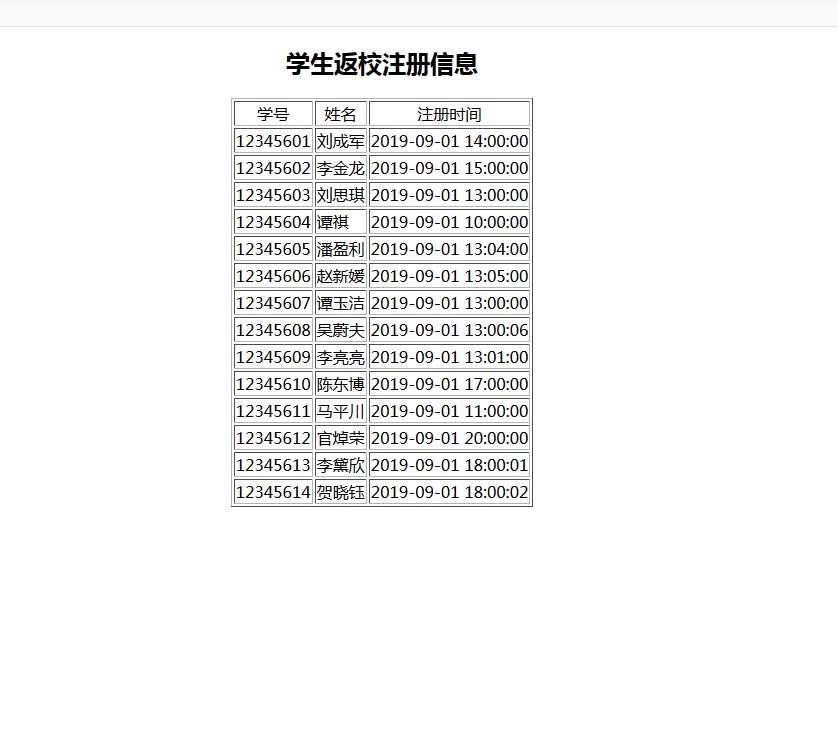 学生返校注册信息
学号 姓名 注册时间
12345601 刘成军 2019-09-01 14:00:00
12345602 李金龙 2019-09-01 15:00:00
12345603 刘思琪 2019-09-01 13:00:00
12345604 谭祺 2019-09-01 10:00:00
12345605 潘盈利 2019-09-01 13:04:00
12345606 赵新媛 2019-09-01 13:05:00
12345607 谭玉洁 2019-09-01 13:00:00
12345608 吴蔚夫 2019-09-01 13:00:06
12345609 李亮亮 2019-09-01 13:01:00
12345610 陈东博 2019-09-01 17:00:00
12345611 马平川 2019-09-01 11:00:00
12345612 官焯荣 2019-09-01 20:00:00
12345613 李黛欣 2019-09-01 18:00:01
12345614 贺晓钰 2019-09-01 18:00:02